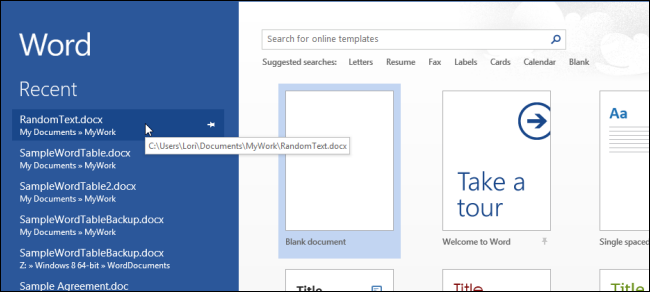 Word
Recent
RandomText.docx
My Documents » MyWork
C:\Users\Lori\Documents\MyWork\RandomText.docx
SampleWordTable.docx
My Documents » MyWork
SampleWordTable2.docx
My Documents » MyWork
SampleWordTableBackup.docx
My Documents » MyWork
SampleWordTableBackup.docx
Z: » Windows 8 64-bit » WordDocuments
Sample Agreement.doc
Search for online templates
Suggested searches: Letters Resume Fax Labels Cards Calendar Blank
Blank document
Take a
tour
Welcome to Word
Aa
Single spaced
Title
Title
Title